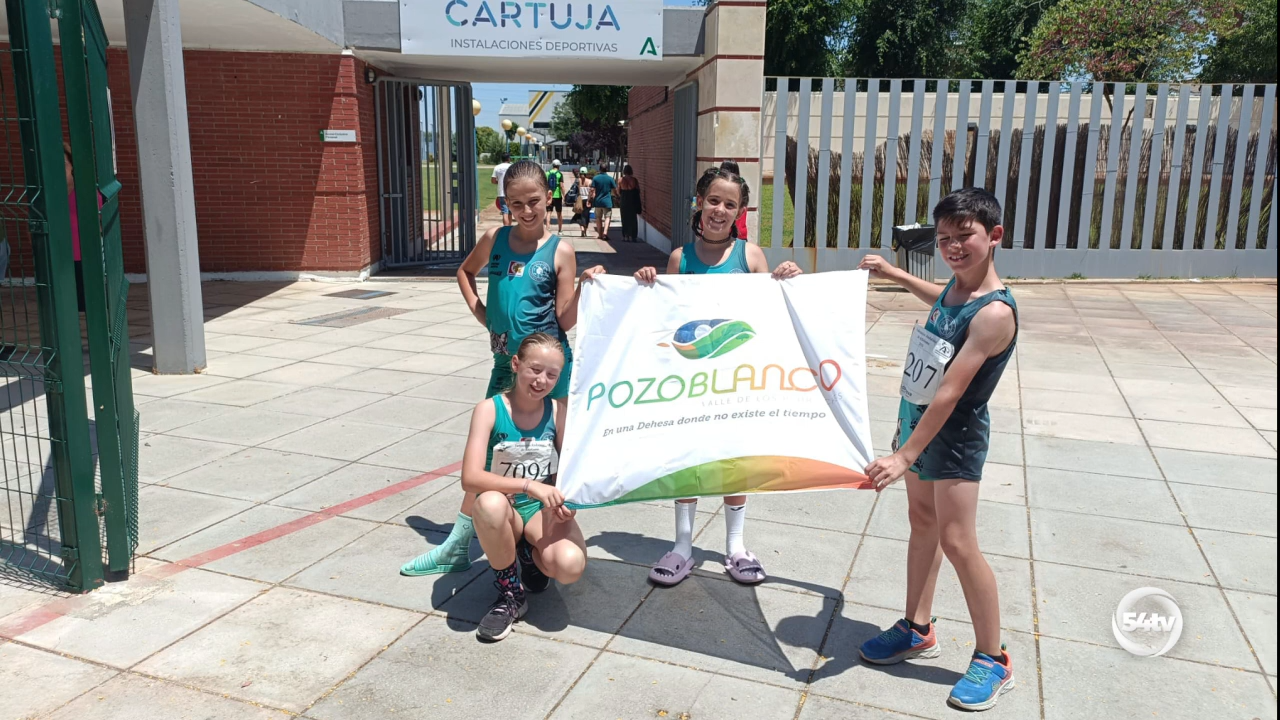 CARTUJA
INSTALACIONES DEPORTIVAS
POZOBLANCO
En una Dehesa donde no existe el tiempo
207
7094
54tv